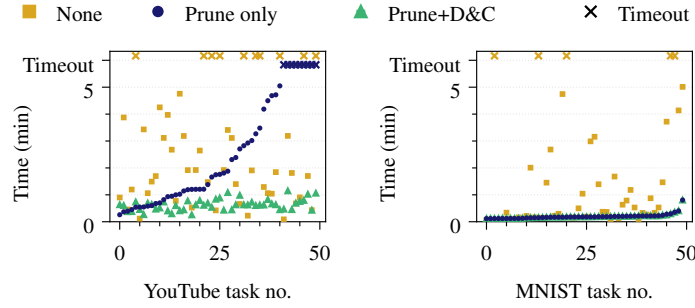 None Prune only Prune+D&C Timeout
Timeout Timeout
5 5
Time (min) Time (min)
0 0
0 25 50 0 25 50
YouTube task no. MNIST task no.